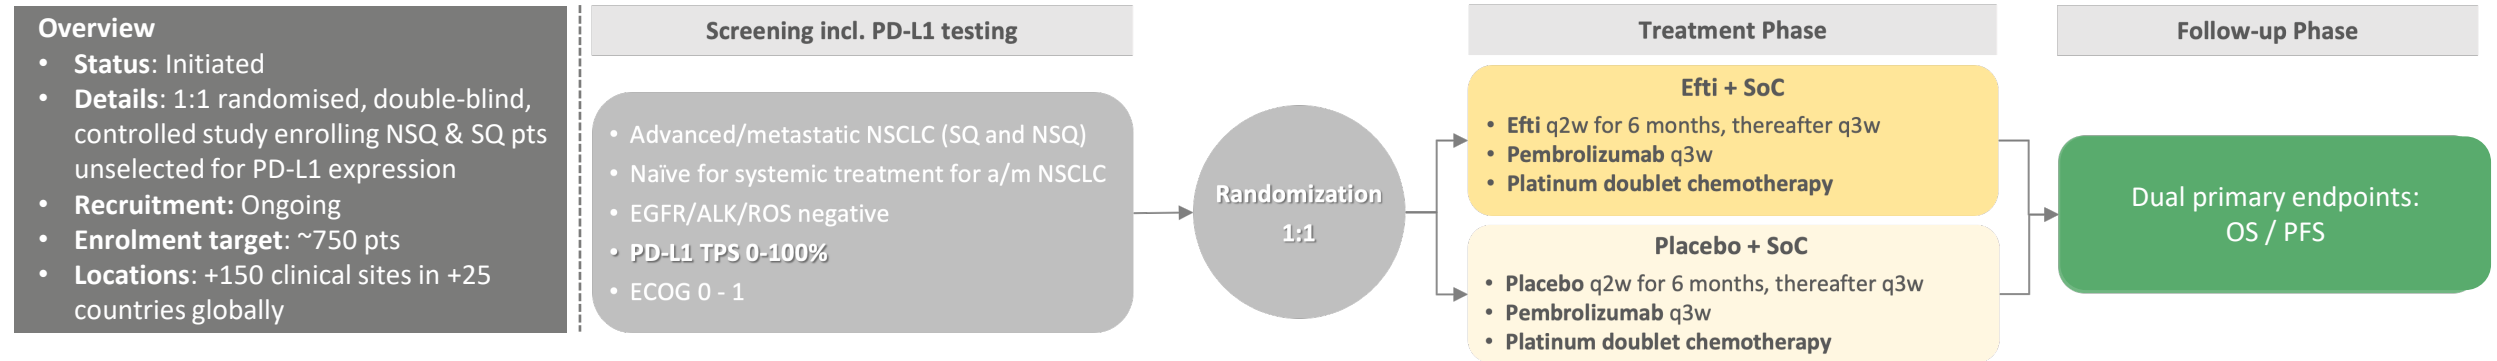 Overview
• Status: Initiated
• Details: 1:1 randomised, double-blind,
controlled study enrolling NSQ & SQ pts
unselected for PD-L1 expression
• Recruitment: Ongoing
• Enrolment target: ~750 pts
• Locations: +150 clinical sites in +25
countries globally
Screening incl. PD-L1 testing
• Advanced/metastatic NSCLC (SQ and NSQ)
• Naïve for systemic treatment for a/m NSCLC
• EGFR/ALK/ROS negative
• PD-L1 TPS 0-100%
• ECOG 0 - 1
Randomization
1:1
Treatment Phase
Efti + SoC
• Efti q2w for 6 months, thereafter q3w
• Pembrolizumab q3w
• Platinum doublet chemotherapy
Placebo + SoC
• Placebo q2w for 6 months, thereafter q3w
• Pembrolizumab q3w
• Platinum doublet chemotherapy
Follow-up Phase
Dual primary endpoints:
OS / PFS